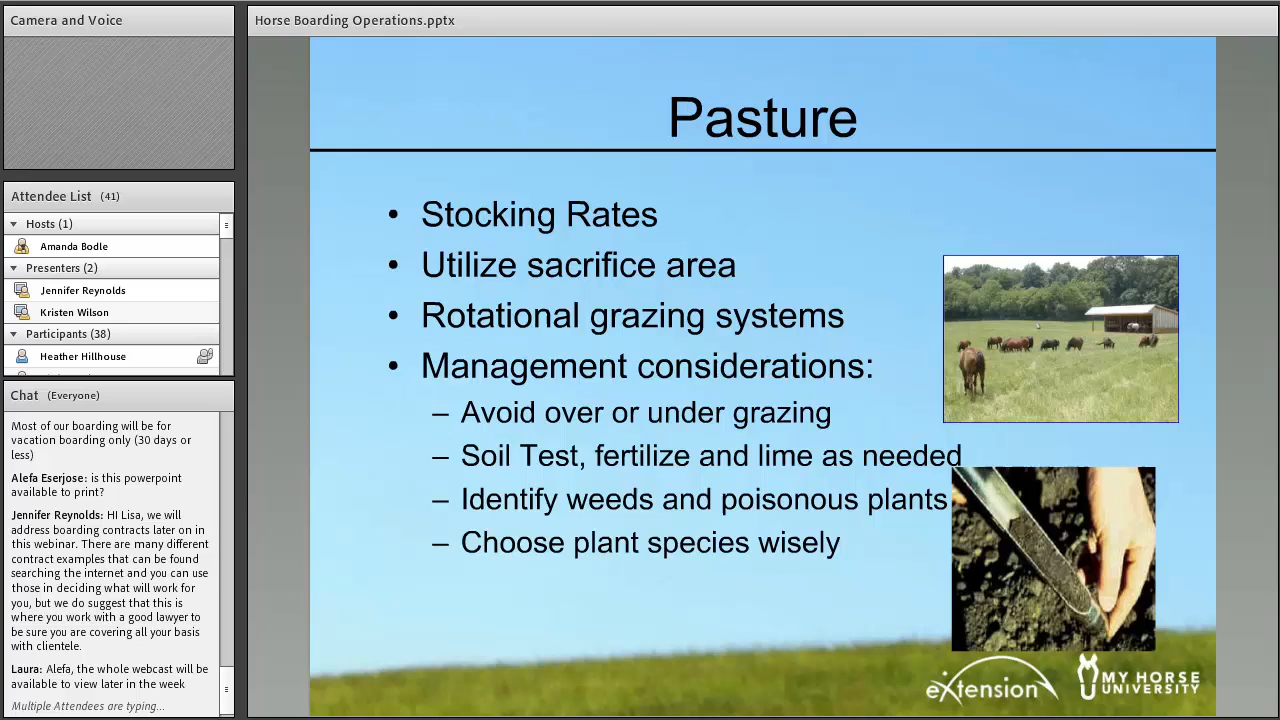 Camera and Voice
Attendee List (41)
Hosts (1)
Amanda Bodle
Presenters (2)
Jennifer Reynolds
Kristen Wilson
Participants (38)
Heather Hillhouse
Chat (Everyone)
Most of our boarding will be for
vacation boarding only (30 days or
less)
Alefa Eserjose: is this powerpoint
available to print?
Jennifer Reynolds: HI Lisa, we will
address boarding contracts later on in
this webinar. There are many different
contract examples that can be found
searching the internet and you can use
those in deciding what will work for
you, but we do suggest that this is
where you work with a good lawyer to
be sure you are covering all your basis
with clientele.
Laura: Alefa, the whole webcast will be
available to view later in the week
Multiple Attendees are typing...
Horse Boarding Operations.pptx
Pasture
• Stocking Rates
• Utilize sacrifice area
• Rotational grazing systems
• Management considerations:
– Avoid over or under grazing
– Soil Test, fertilize and lime as needed
– Identify weeds and poisonous plants
– Choose plant species wisely
eXtension
MY HORSE
UNIVERSITY